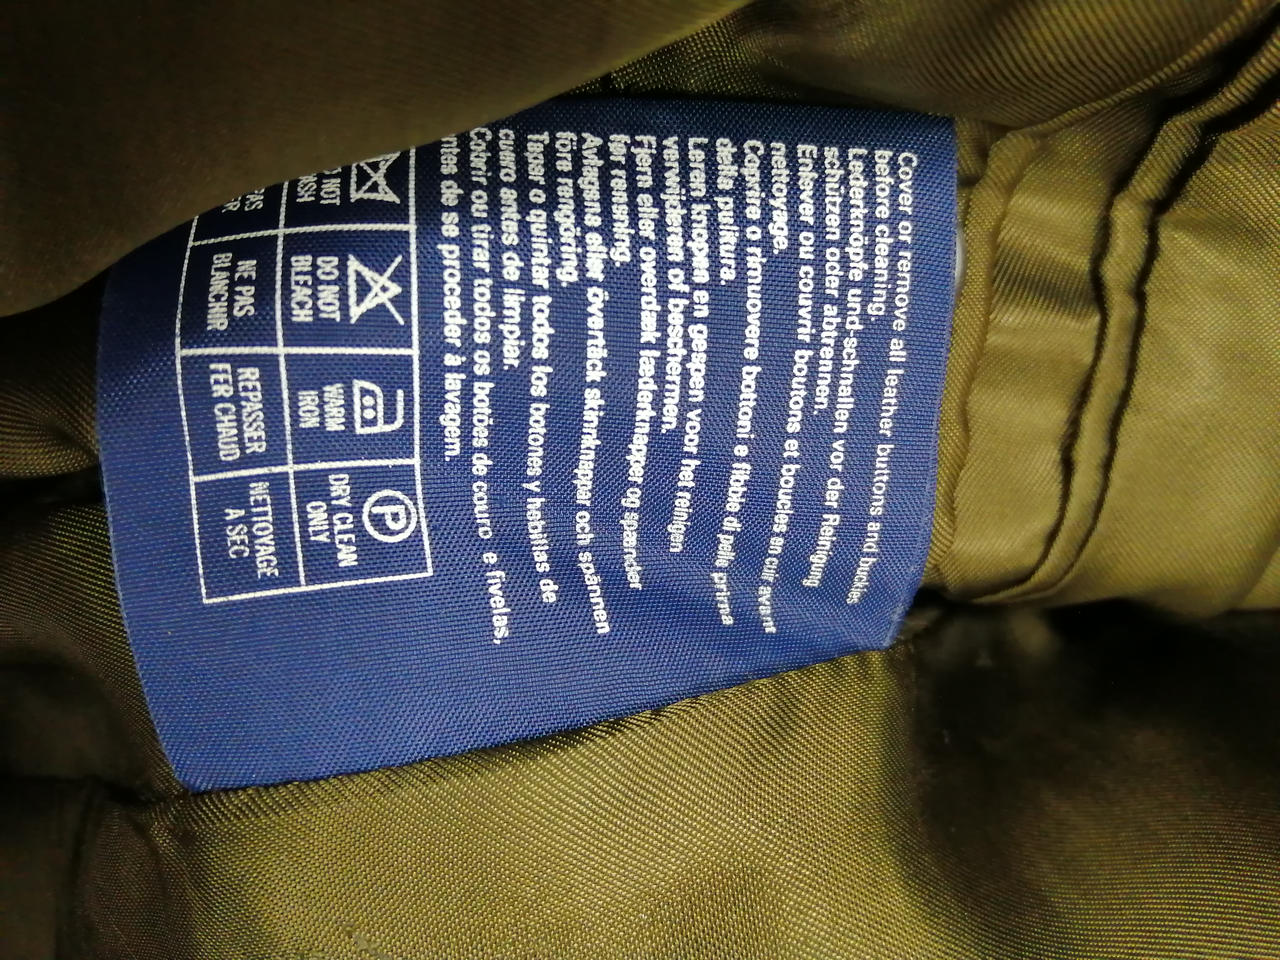 Cover or remove all leather buttons and buckles
before cleaning.
Lederknöpfe und schnallen vor der Reinigung
schützen oder abtrennen.
Enlever ou couvrir boutons et boucles en cuir avant
nettoyage.
Coprire o rimuovere bottoni e fibbie di pelle prima
della pulitura.
Leren knopen en gespen voor het reinigen
verwijderen of beschermen.
Fjern eller overdæk læderknapper og spænder
før rensning.
Avlägsna eller övertäck skinnknappar och spännen
före rengöring.
Tapar o quintar todos los botones y habillas de
cuero antes de limpiar.
Cobrir ou tirar todos os botões de couro e fivelas,
antes de se proceder à lavagem.
DO NOT DO NOT WARM DRY CLEAN
BLEACH IRON ONLY
NE PAS REPASSER NETTOYAGE
BLANCHIR FER CHAUD A SEC